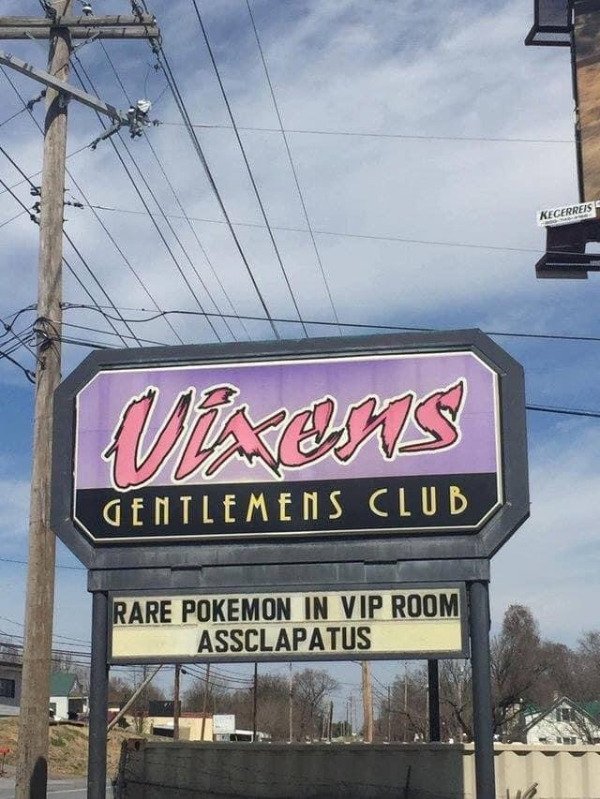 KEGERREIS
Vixens
GENTLEMENS CLUB
RARE POKEMON IN VIP ROOM
ASSCLAPATUS